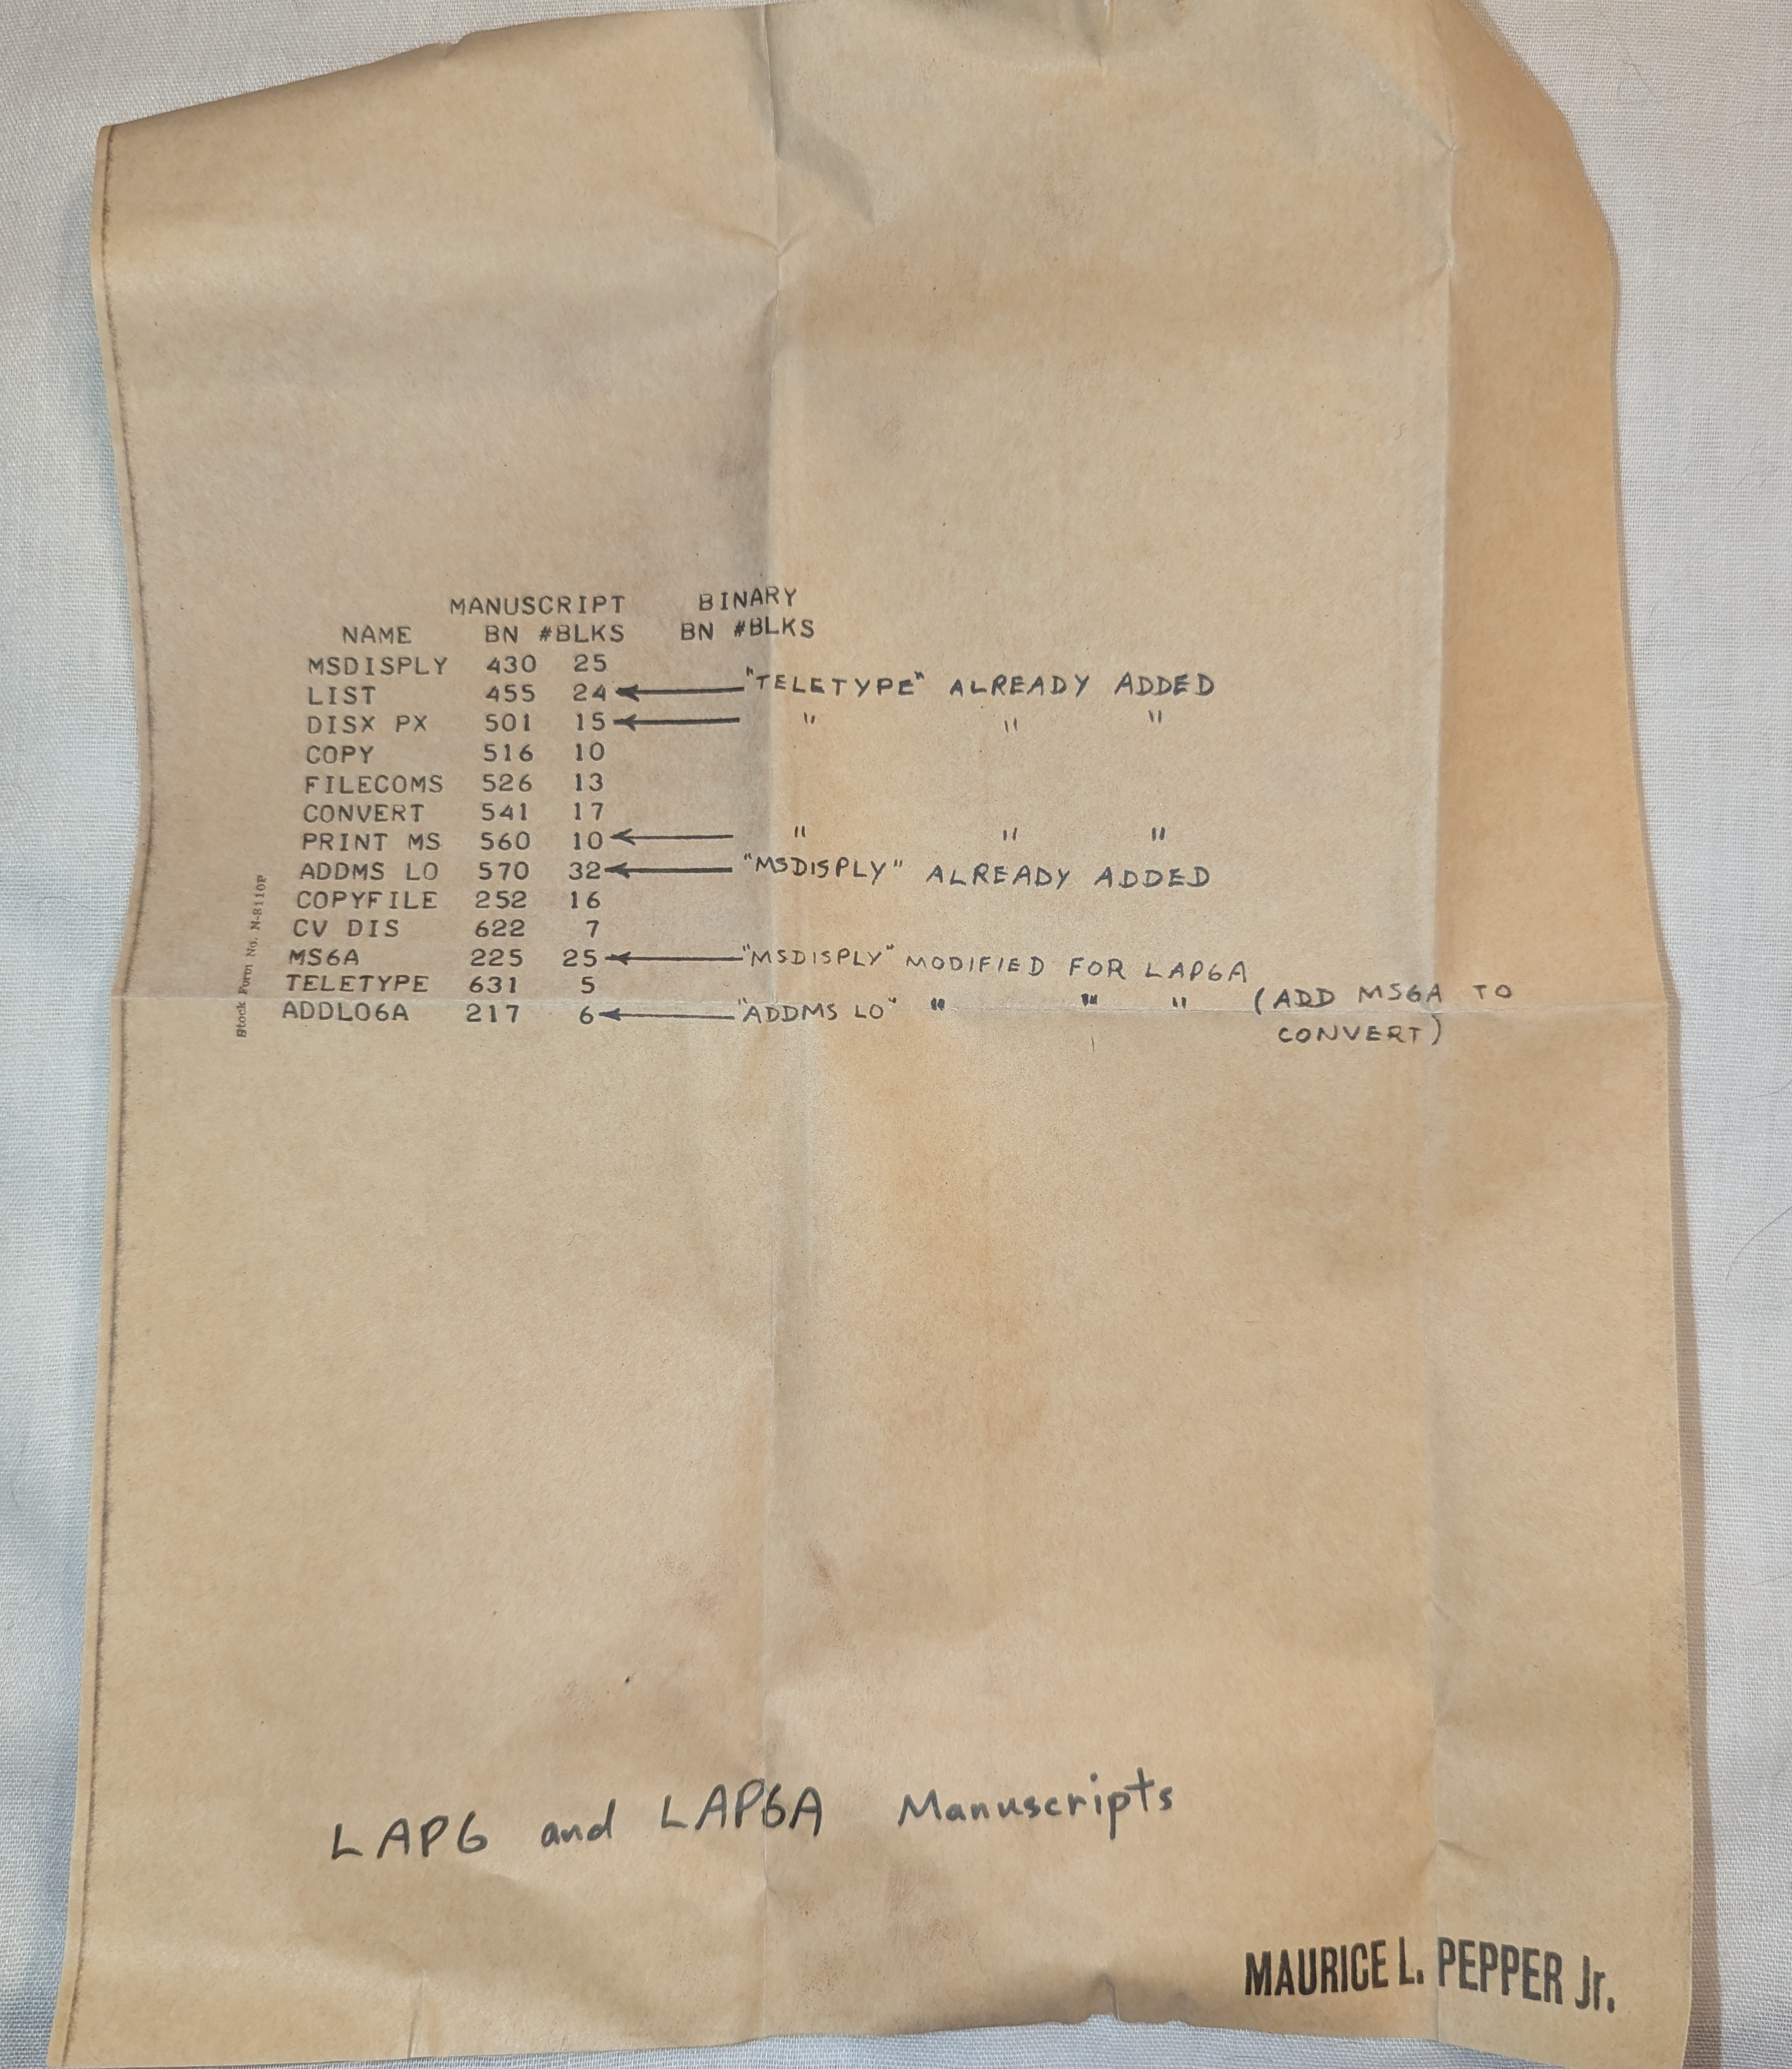 MANUSCRIPT BINARY
NAME BN #BLKS BN #BLKS
MSDISPLY 430 25
LIST 455 24 "TELETYPE" ALREADY ADDED
DISX PX 501 15 " " "
COPY 516 10
FILECOMS 526 13
CONVERT 541 17
PRINT MS 560 10 " " "
ADDMS LO 570 32 "MSDISPLY" ALREADY ADDED
COPYFILE 252 16
CV DIS 622 7
MS6A 225 25 "MSDISPLY" MODIFIED FOR LAP6A
TELETYPE 631 5
ADDLO6A 217 6 "ADDMS LO" " " " (ADD MS6A TO
CONVERT)
Stock Form No. N-8110P
LAP6 and LAP6A Manuscripts
MAURICE L. PEPPER Jr.